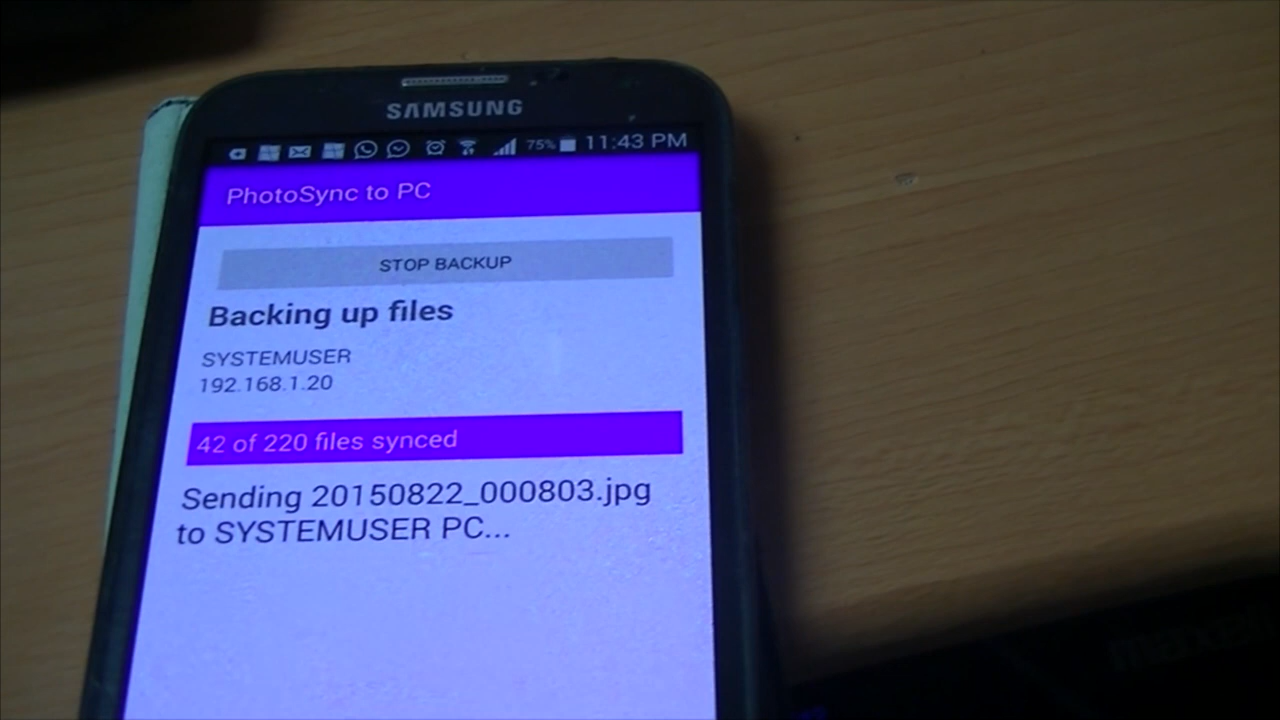 SAMSUNG
75% 11:43 PM
PhotoSync to PC
STOP BACKUP
Backing up files
SYSTEMUSER
192.168.1.20
42 of 220 files synced
Sending 20150822_000803.jpg
to SYSTEMUSER PC...